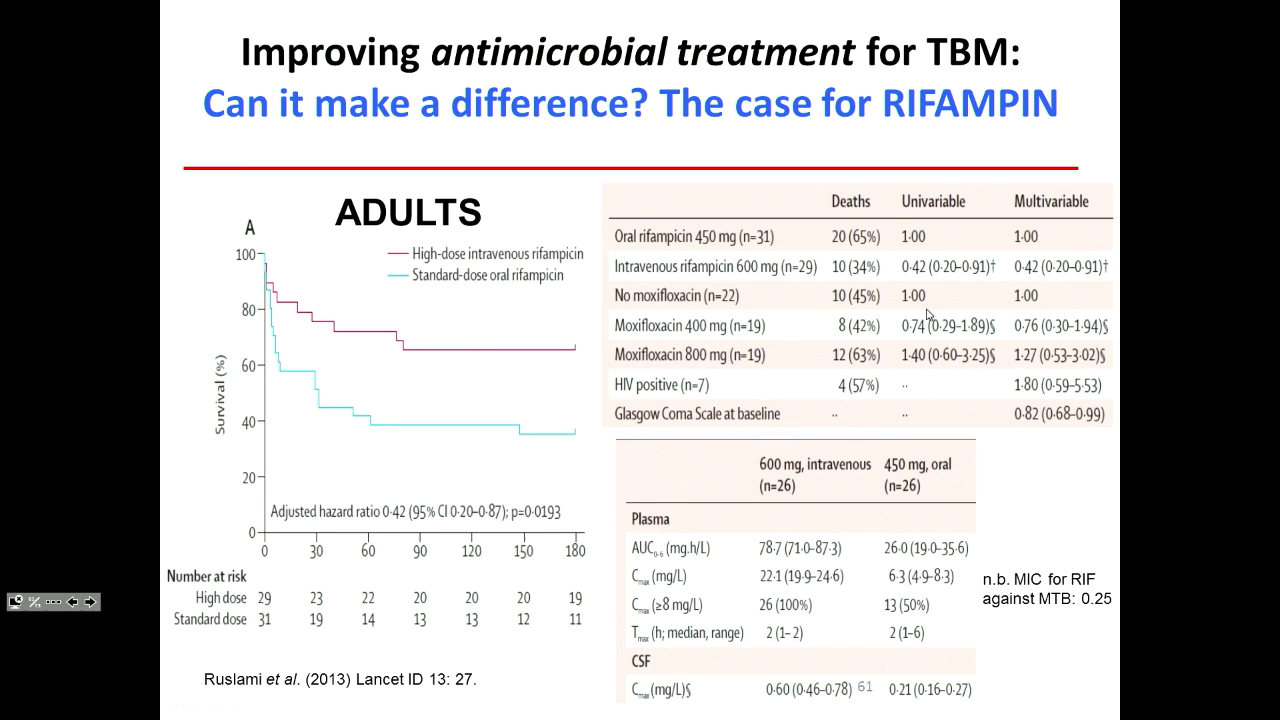 Improving antimicrobial treatment for TBM:
Can it make a difference? The case for RIFAMPIN
ADULTS
A
High-dose intravenous rifampicin
Standard-dose oral rifampicin
Survival (%)
100
80
60
40
20
0
Adjusted hazard ratio 0·42 (95% CI 0·20–0·87); p=0·0193
0 30 60 90 120 150 180
Number at risk
High dose 29 23 22 20 20 20 19
Standard dose 31 19 14 13 13 12 11
Ruslami et al. (2013) Lancet ID 13: 27.
Deaths Univariable Multivariable
Oral rifampicin 450 mg (n=31) 20 (65%) 1·00 1·00
Intravenous rifampicin 600 mg (n=29) 10 (34%) 0·42 (0·20–0·91)† 0·42 (0·20–0·91)†
No moxifloxacin (n=22) 10 (45%) 1·00 1·00
Moxifloxacin 400 mg (n=19) 8 (42%) 0·74 (0·29–1·89)§ 0·76 (0·30–1·94)§
Moxifloxacin 800 mg (n=19) 12 (63%) 1·40 (0·60–3·25)§ 1·27 (0·53–3·02)§
HIV positive (n=7) 4 (57%) ·· 1·80 (0·59–5·53)
Glasgow Coma Scale at baseline ·· ·· 0·82 (0·68–0·99)
600 mg, intravenous 450 mg, oral
(n=26) (n=26)
Plasma
AUC0-6 (mg.h/L) 78·7 (71·0–87·3) 26·0 (19·0–35·6)
Cmax (mg/L) 22·1 (19·9–24·6) 6·3 (4·9–8·3)
Cmax (≥8 mg/L) 26 (100%) 13 (50%)
Tmax (h; median, range) 2 (1–2) 2 (1–6)
CSF
Cmax (mg/L)§ 0·60 (0·46–0·78) 0·21 (0·16–0·27)
61
n.b. MIC for RIF
against MTB: 0.25